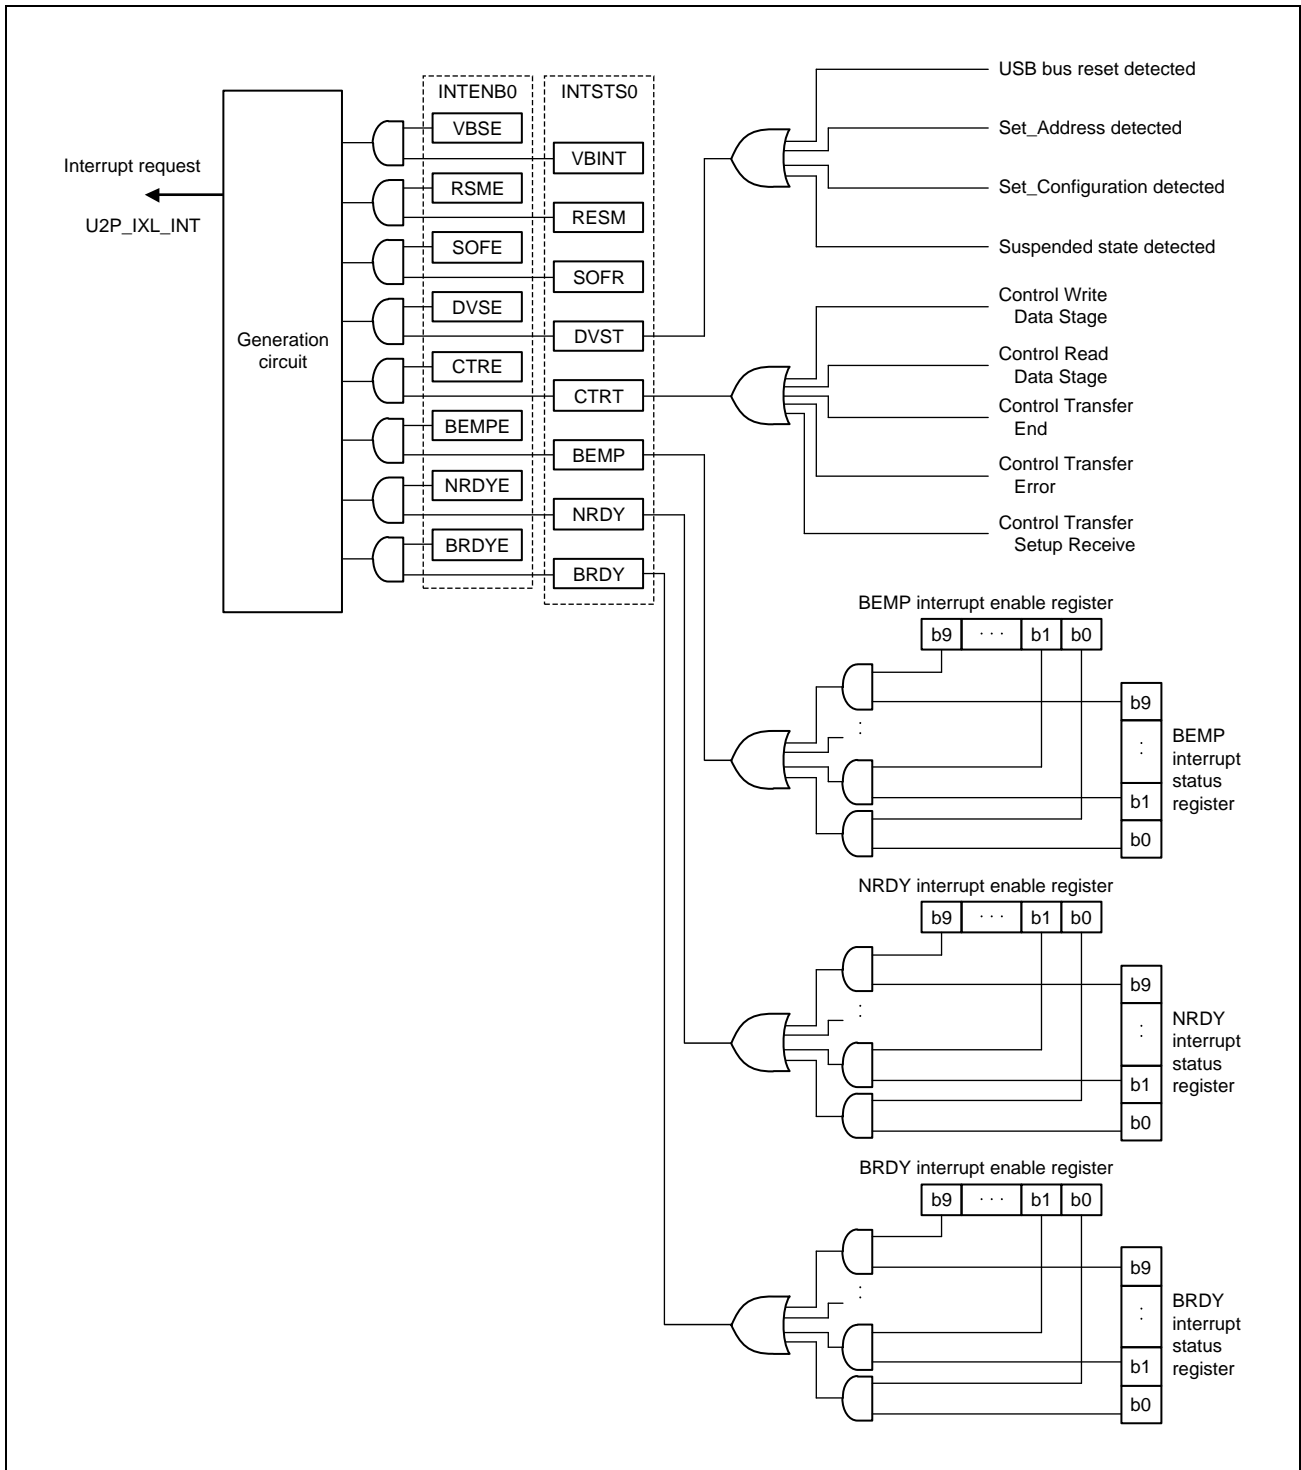 USB bus reset detected
INTENB0
INTSTS0
VBSE
Set_Address detected
VBINT
Interrupt request
RSME
Set_Configuration detected
U2P_IXL_INT
RESM
SOFE
Suspended state detected
SOFR
Control Write
Data Stage
DVSE
Generation
circuit
DVST
Control Read
Data Stage
CTRE
CTRT
Control Transfer
End
BEMPE
BEMP
Control Transfer
Error
NRDYE
NRDY
Control Transfer
Setup Receive
BRDYE
BRDY
BEMP interrupt enable register
b9 · · · b1 b0
b9
:
:
BEMP
interrupt
status
register
b1
b0
NRDY interrupt enable register
b9 · · · b1 b0
b9
:
:
NRDY
interrupt
status
register
b1
b0
BRDY interrupt enable register
b9 · · · b1 b0
b9
:
:
BRDY
interrupt
status
register
b1
b0